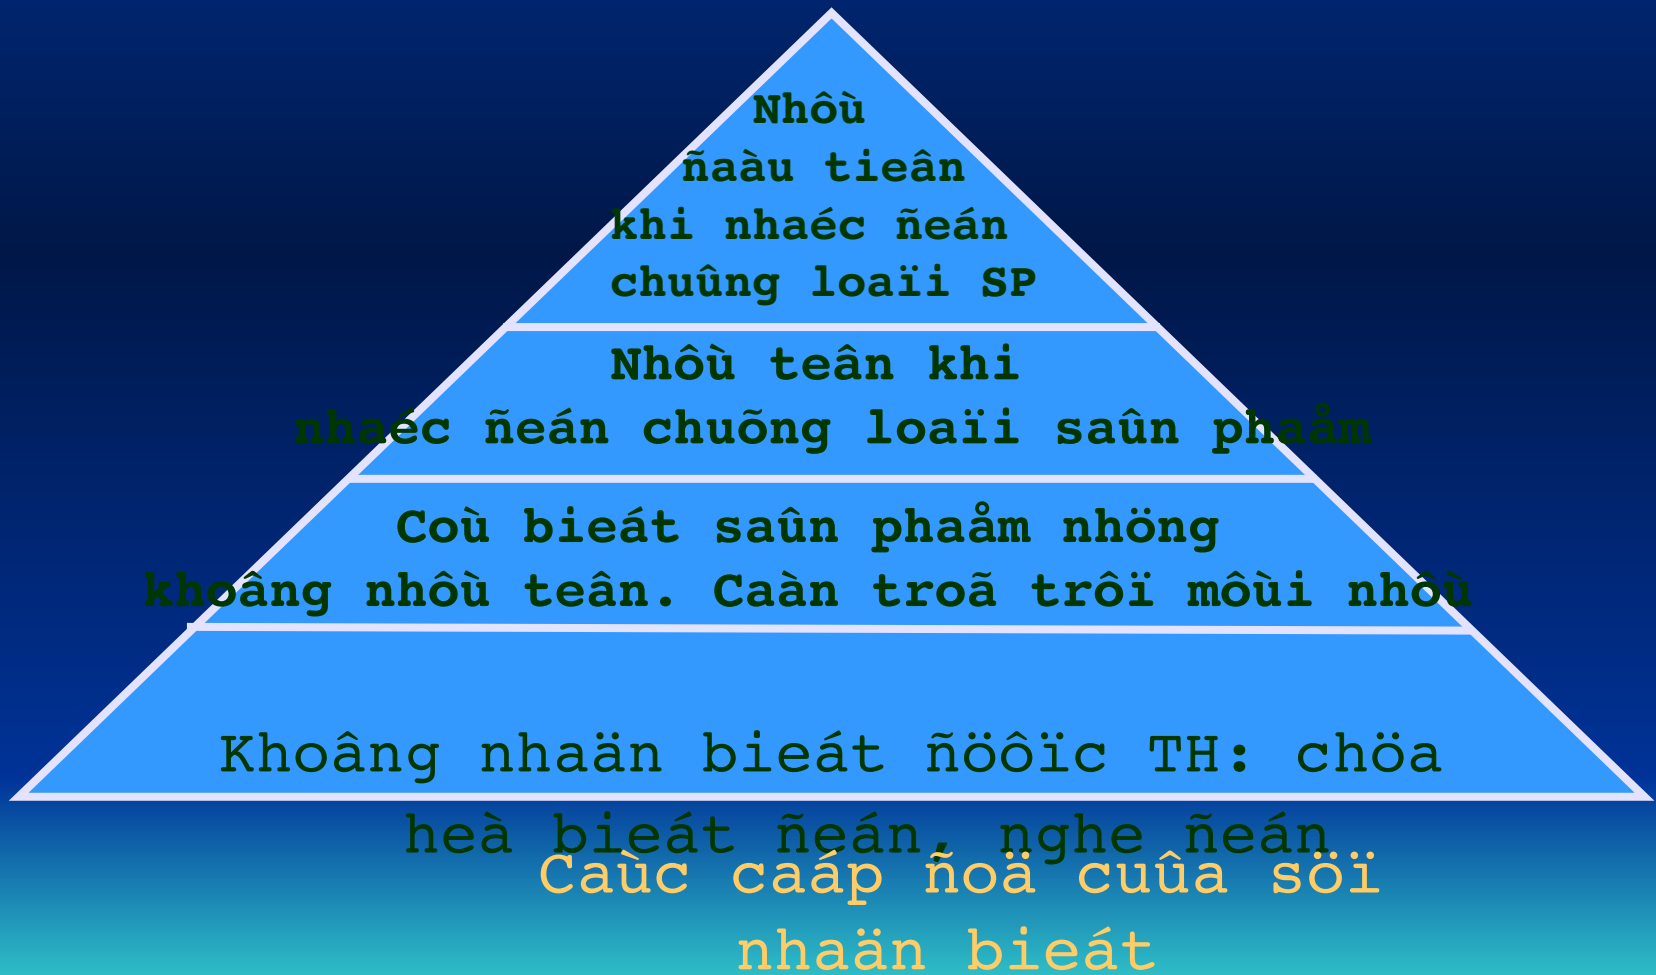 Nhôù
ñaàu tieân
khi nhaéc ñeán
chuûng loaïi SP
Nhôù teân khi
nhaéc ñeán chuõng loaïi saûn phaåm
Coù bieát saûn phaåm nhöng
khoâng nhôù teân. Caàn troã trôï môùi nhôù
Khoâng nhaän bieát ñöôïc TH: chöa
heà bieát ñeán, nghe ñeán
Caùc caáp ñoä cuûa söï
nhaän bieát